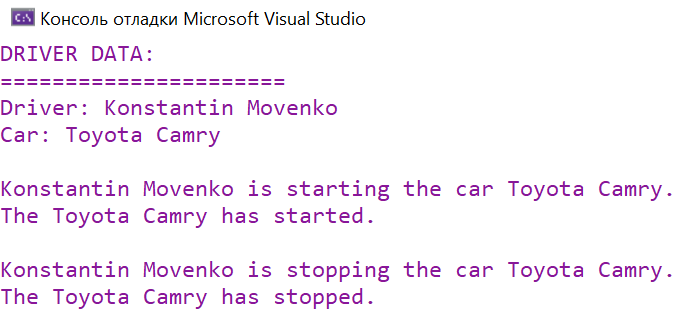 Консоль отладки Microsoft Visual Studio
DRIVER DATA:
======================
Driver: Konstantin Movenko
Car: Toyota Camry
Konstantin Movenko is starting the car Toyota Camry.
The Toyota Camry has started.
Konstantin Movenko is stopping the car Toyota Camry.
The Toyota Camry has stopped.